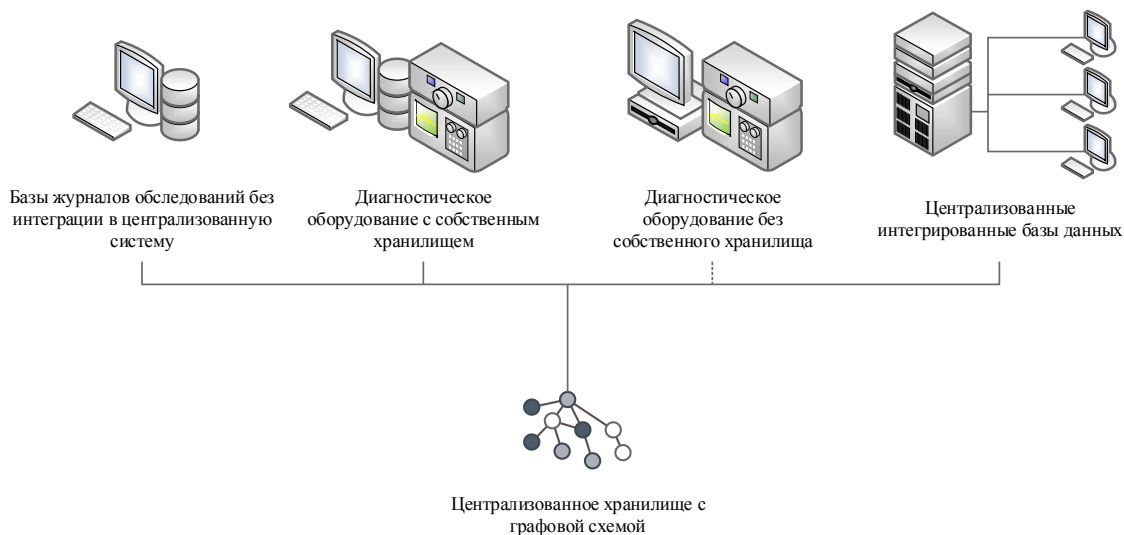 Базы журналов обследований без
интеграции в централизованную
систему
Диагностическое
оборудование с собственным
хранилищем
Диагностическое
оборудование без
собственного хранилища
Централизованные
интегрированные базы данных
Централизованное хранилище с
графовой схемой